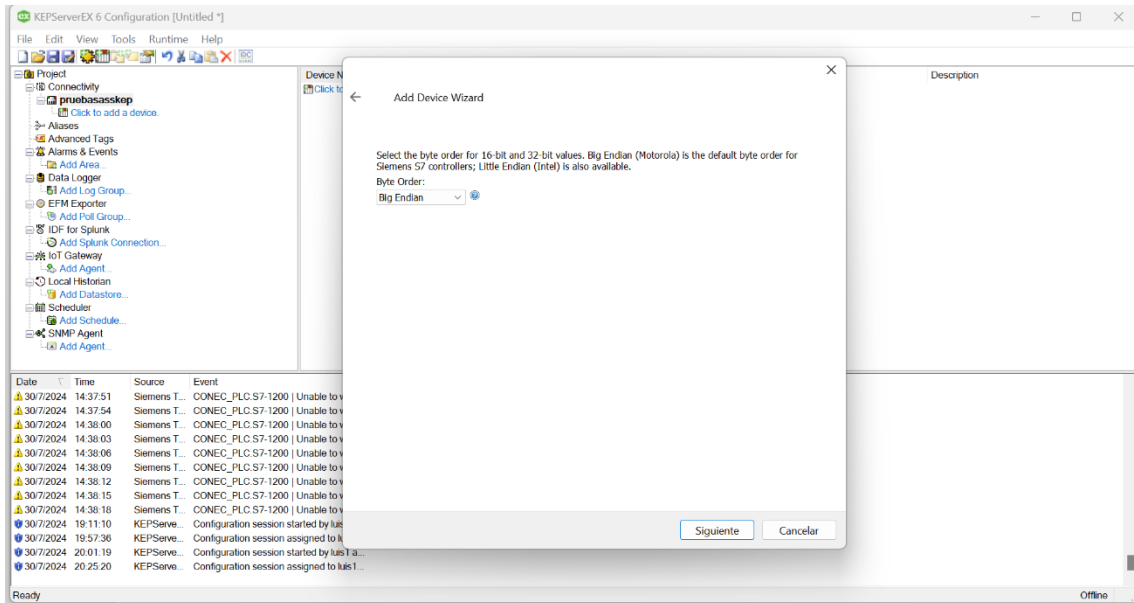 KEPServerEX 6 Configuration [Untitled *]
File Edit View Tools Runtime Help
Project
Connectivity
pruebasasskep
Click to add a device.
Aliases
Advanced Tags
Alarms & Events
Add Area...
Data Logger
Add Log Group...
EFM Exporter
Add Poll Group...
IDF for Splunk
Add Splunk Connection...
IoT Gateway
Add Agent...
Local Historian
Add Datastore...
Scheduler
Add Schedule...
SNMP Agent
Add Agent...
Device N
Click to
Description
Add Device Wizard
Select the byte order for 16-bit and 32-bit values. Big Endian (Motorola) is the default byte order for
Siemens S7 controllers; Little Endian (Intel) is also available.
Byte Order:
Big Endian
Siguiente Cancelar
Date Time Source Event
30/7/2024 14:37:51 Siemens T... CONEC_PLC.S7-1200 | Unable to w
30/7/2024 14:37:54 Siemens T... CONEC_PLC.S7-1200 | Unable to w
30/7/2024 14:38:00 Siemens T... CONEC_PLC.S7-1200 | Unable to w
30/7/2024 14:38:03 Siemens T... CONEC_PLC.S7-1200 | Unable to w
30/7/2024 14:38:06 Siemens T... CONEC_PLC.S7-1200 | Unable to w
30/7/2024 14:38:09 Siemens T... CONEC_PLC.S7-1200 | Unable to w
30/7/2024 14:38:12 Siemens T... CONEC_PLC.S7-1200 | Unable to w
30/7/2024 14:38:15 Siemens T... CONEC_PLC.S7-1200 | Unable to w
30/7/2024 14:38:18 Siemens T... CONEC_PLC.S7-1200 | Unable to w
30/7/2024 19:11:10 KEPServe... Configuration session started by luis
30/7/2024 19:57:36 KEPServe... Configuration session assigned to lu
30/7/2024 20:01:19 KEPServe... Configuration session started by luis1 a...
30/7/2024 20:25:20 KEPServe... Configuration session assigned to luis1...
Ready Offline